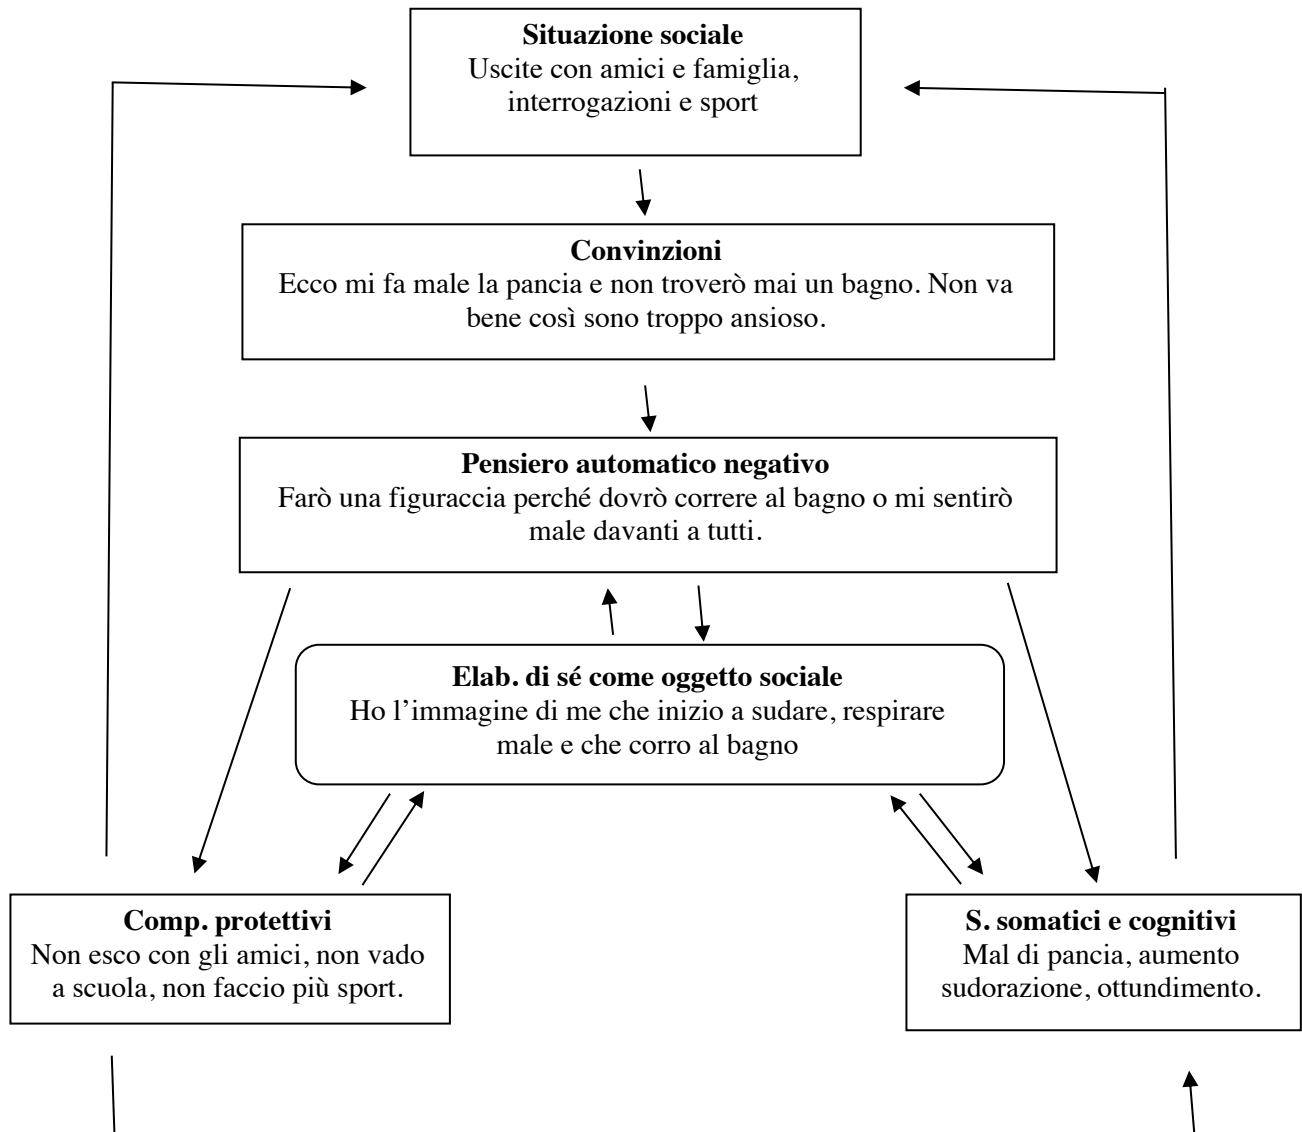 Situazione sociale
Uscite con amici e famiglia,
interrogazioni e sport
Convinzioni
Ecco mi fa male la pancia e non troverò mai un bagno. Non va
bene così sono troppo ansioso.
Pensiero automatico negativo
Farò una figuraccia perché dovrò correre al bagno o mi sentirò
male davanti a tutti.
Elab. di sé come oggetto sociale
Ho l’immagine di me che inizio a sudare, respirare
male e che corro al bagno
Comp. protettivi
Non esco con gli amici, non vado
a scuola, non faccio più sport.
S. somatici e cognitivi
Mal di pancia, aumento
sudorazione, ottundimento.